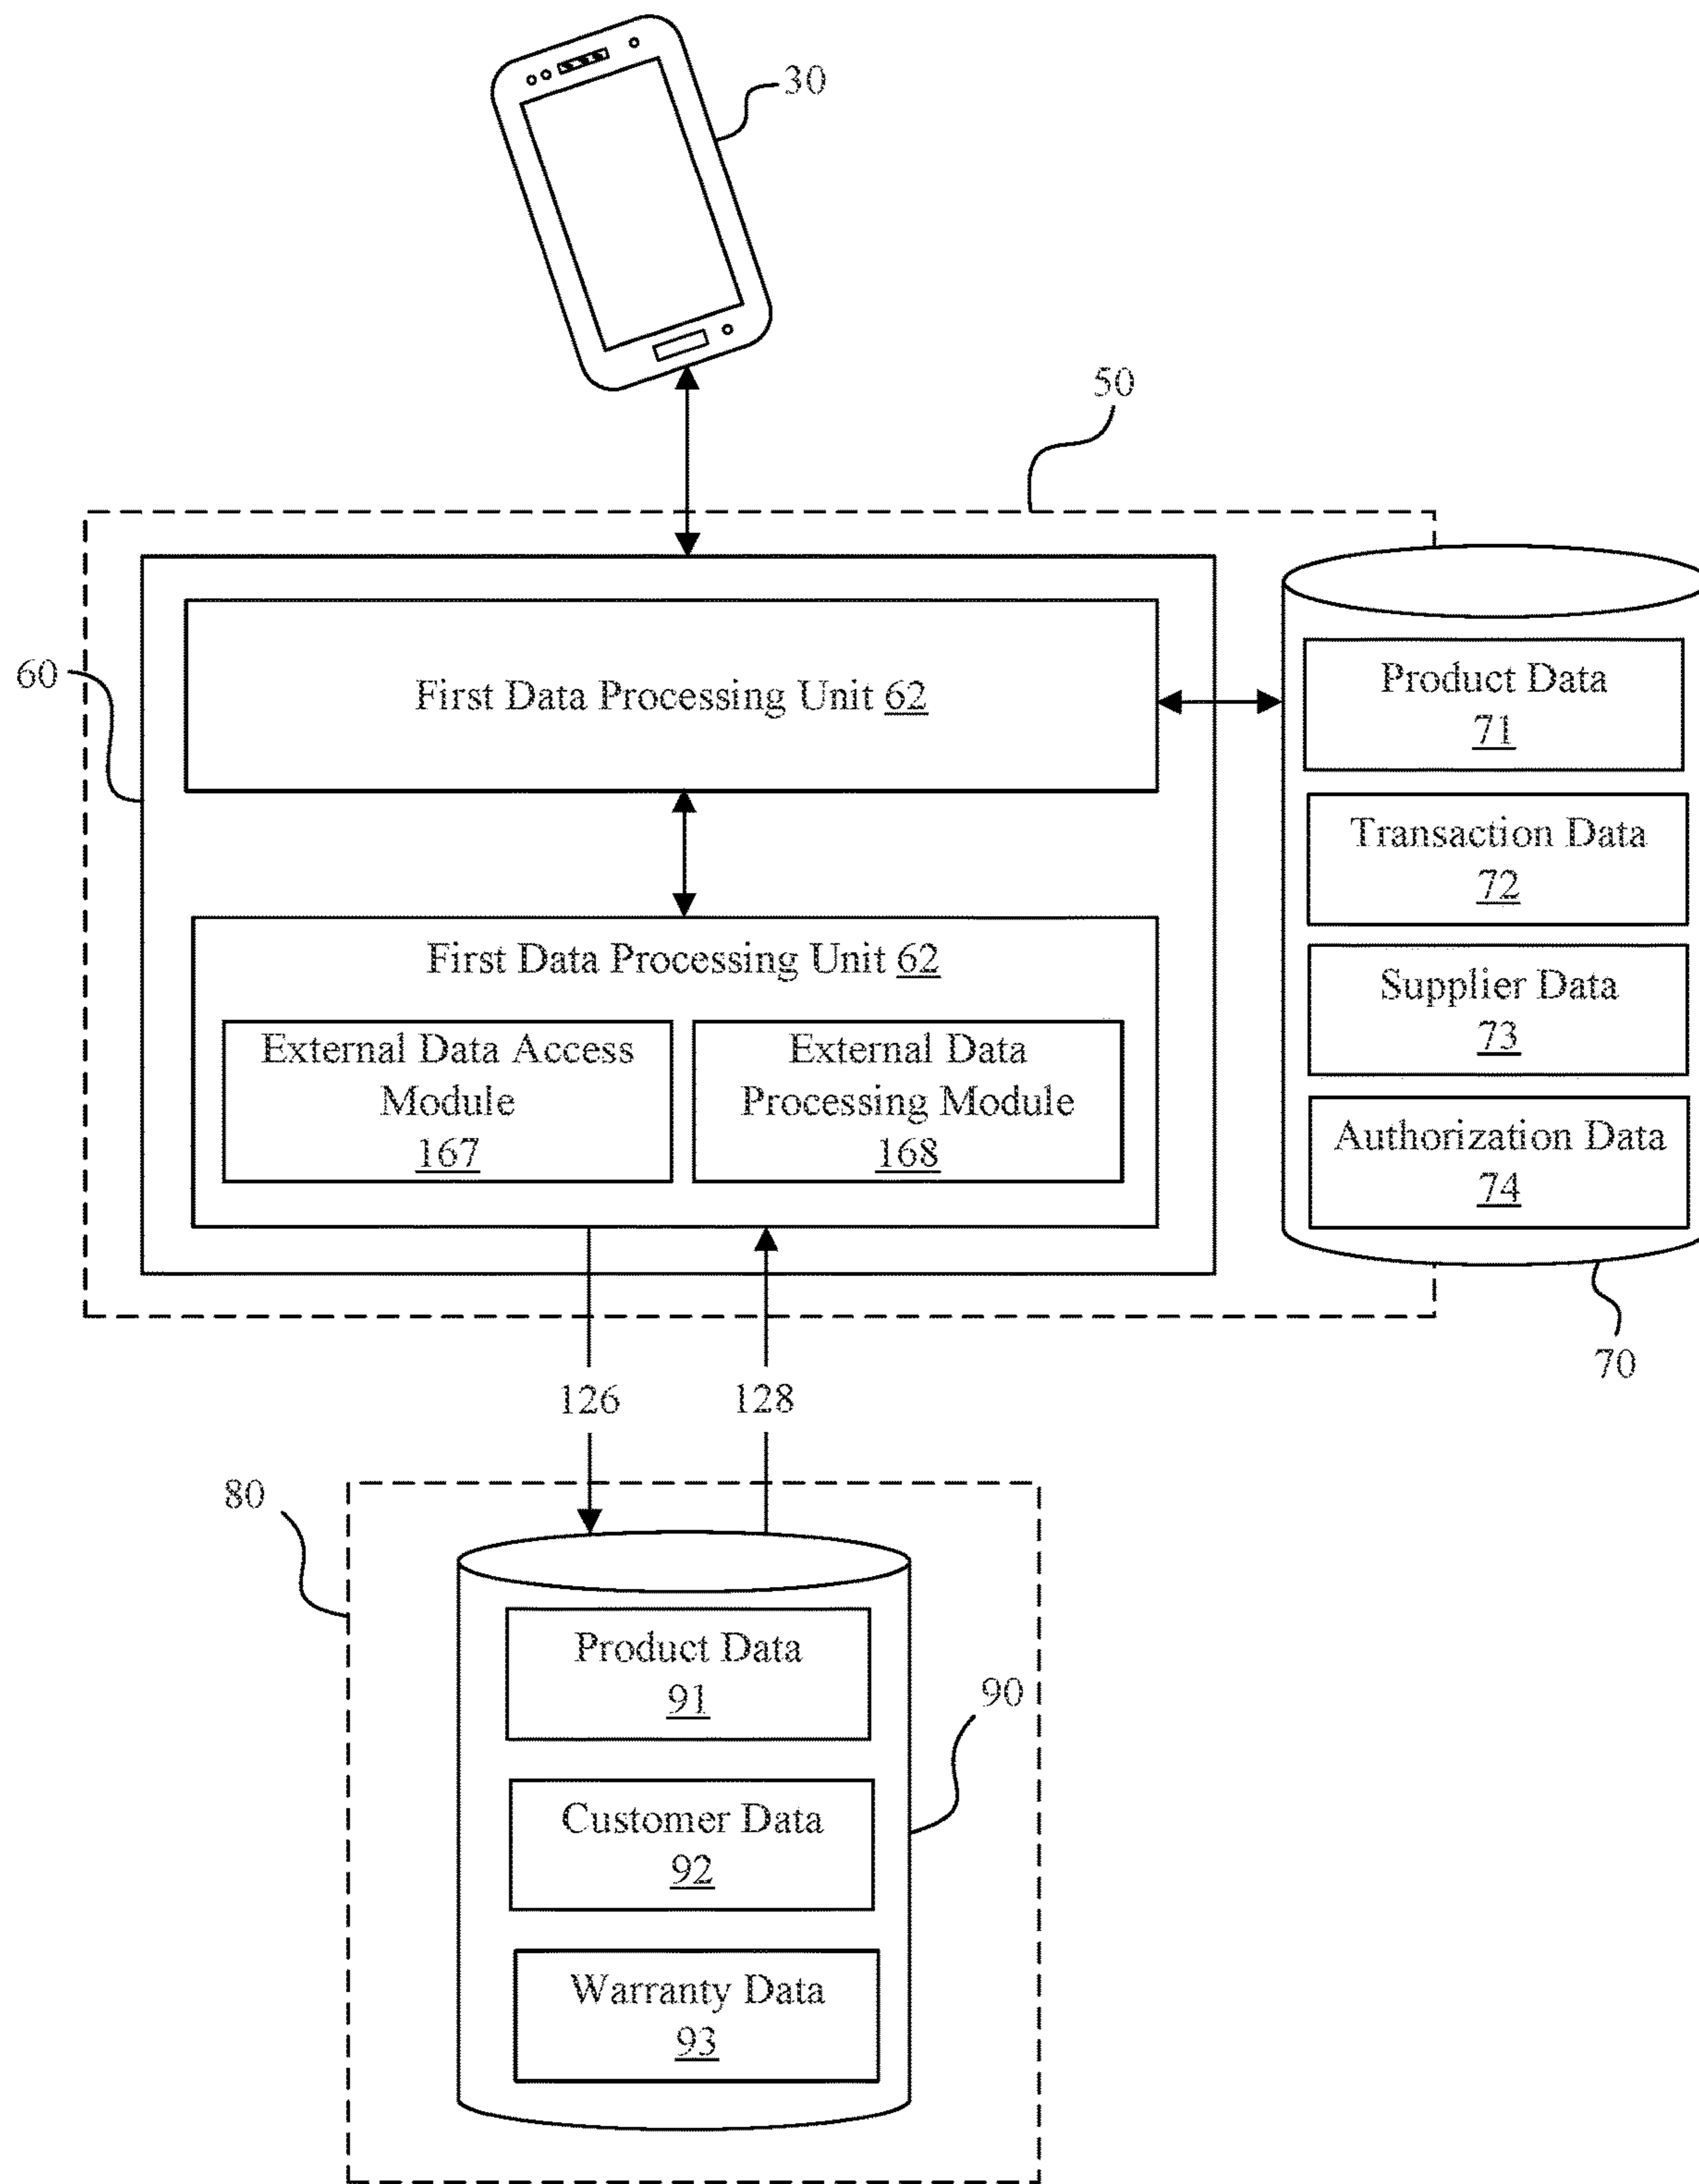 30
50
60
First Data Processing Unit 62
Product Data
71
Transaction Data
72
Supplier Data
73
Authorization Data
74
First Data Processing Unit 62
External Data Access
Module
167
External Data
Processing Module
168
70
126
128
80
Product Data
91
90
Customer Data
92
Warranty Data
93